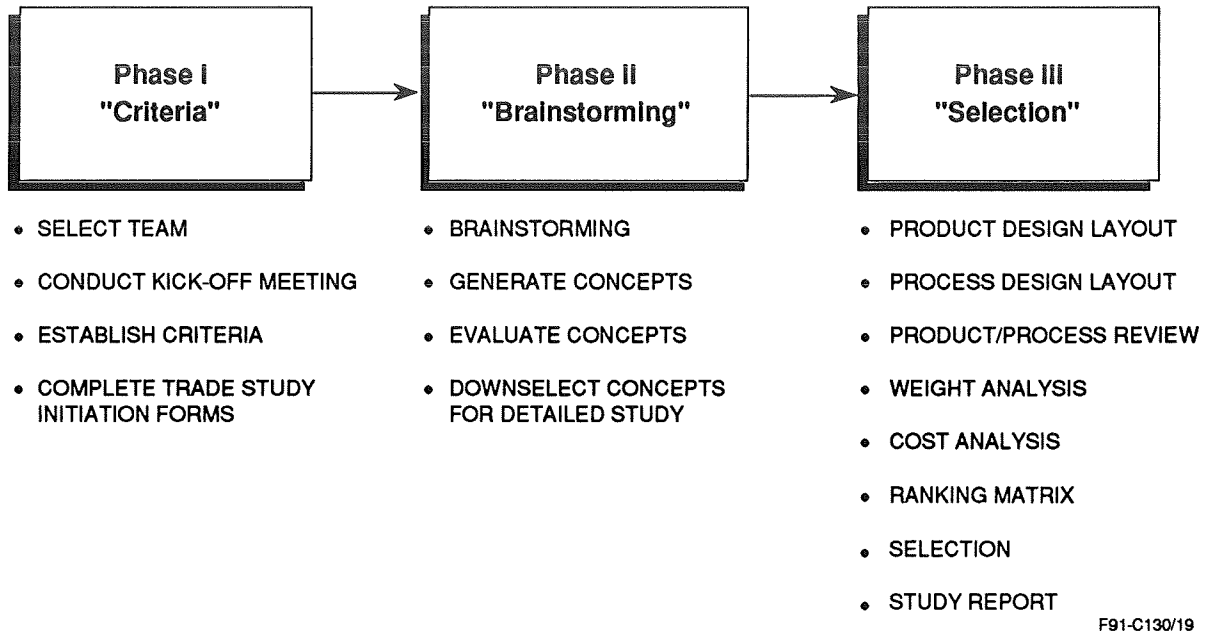 Phase I
"Criteria"
Phase II
"Brainstorming"
Phase III
"Selection"
• SELECT TEAM
• CONDUCT KICK-OFF MEETING
• ESTABLISH CRITERIA
• COMPLETE TRADE STUDY
INITIATION FORMS
• BRAINSTORMING
• GENERATE CONCEPTS
• EVALUATE CONCEPTS
• DOWNSELECT CONCEPTS
FOR DETAILED STUDY
• PRODUCT DESIGN LAYOUT
• PROCESS DESIGN LAYOUT
• PRODUCT/PROCESS REVIEW
• WEIGHT ANALYSIS
• COST ANALYSIS
• RANKING MATRIX
• SELECTION
• STUDY REPORT
F91-C130/19